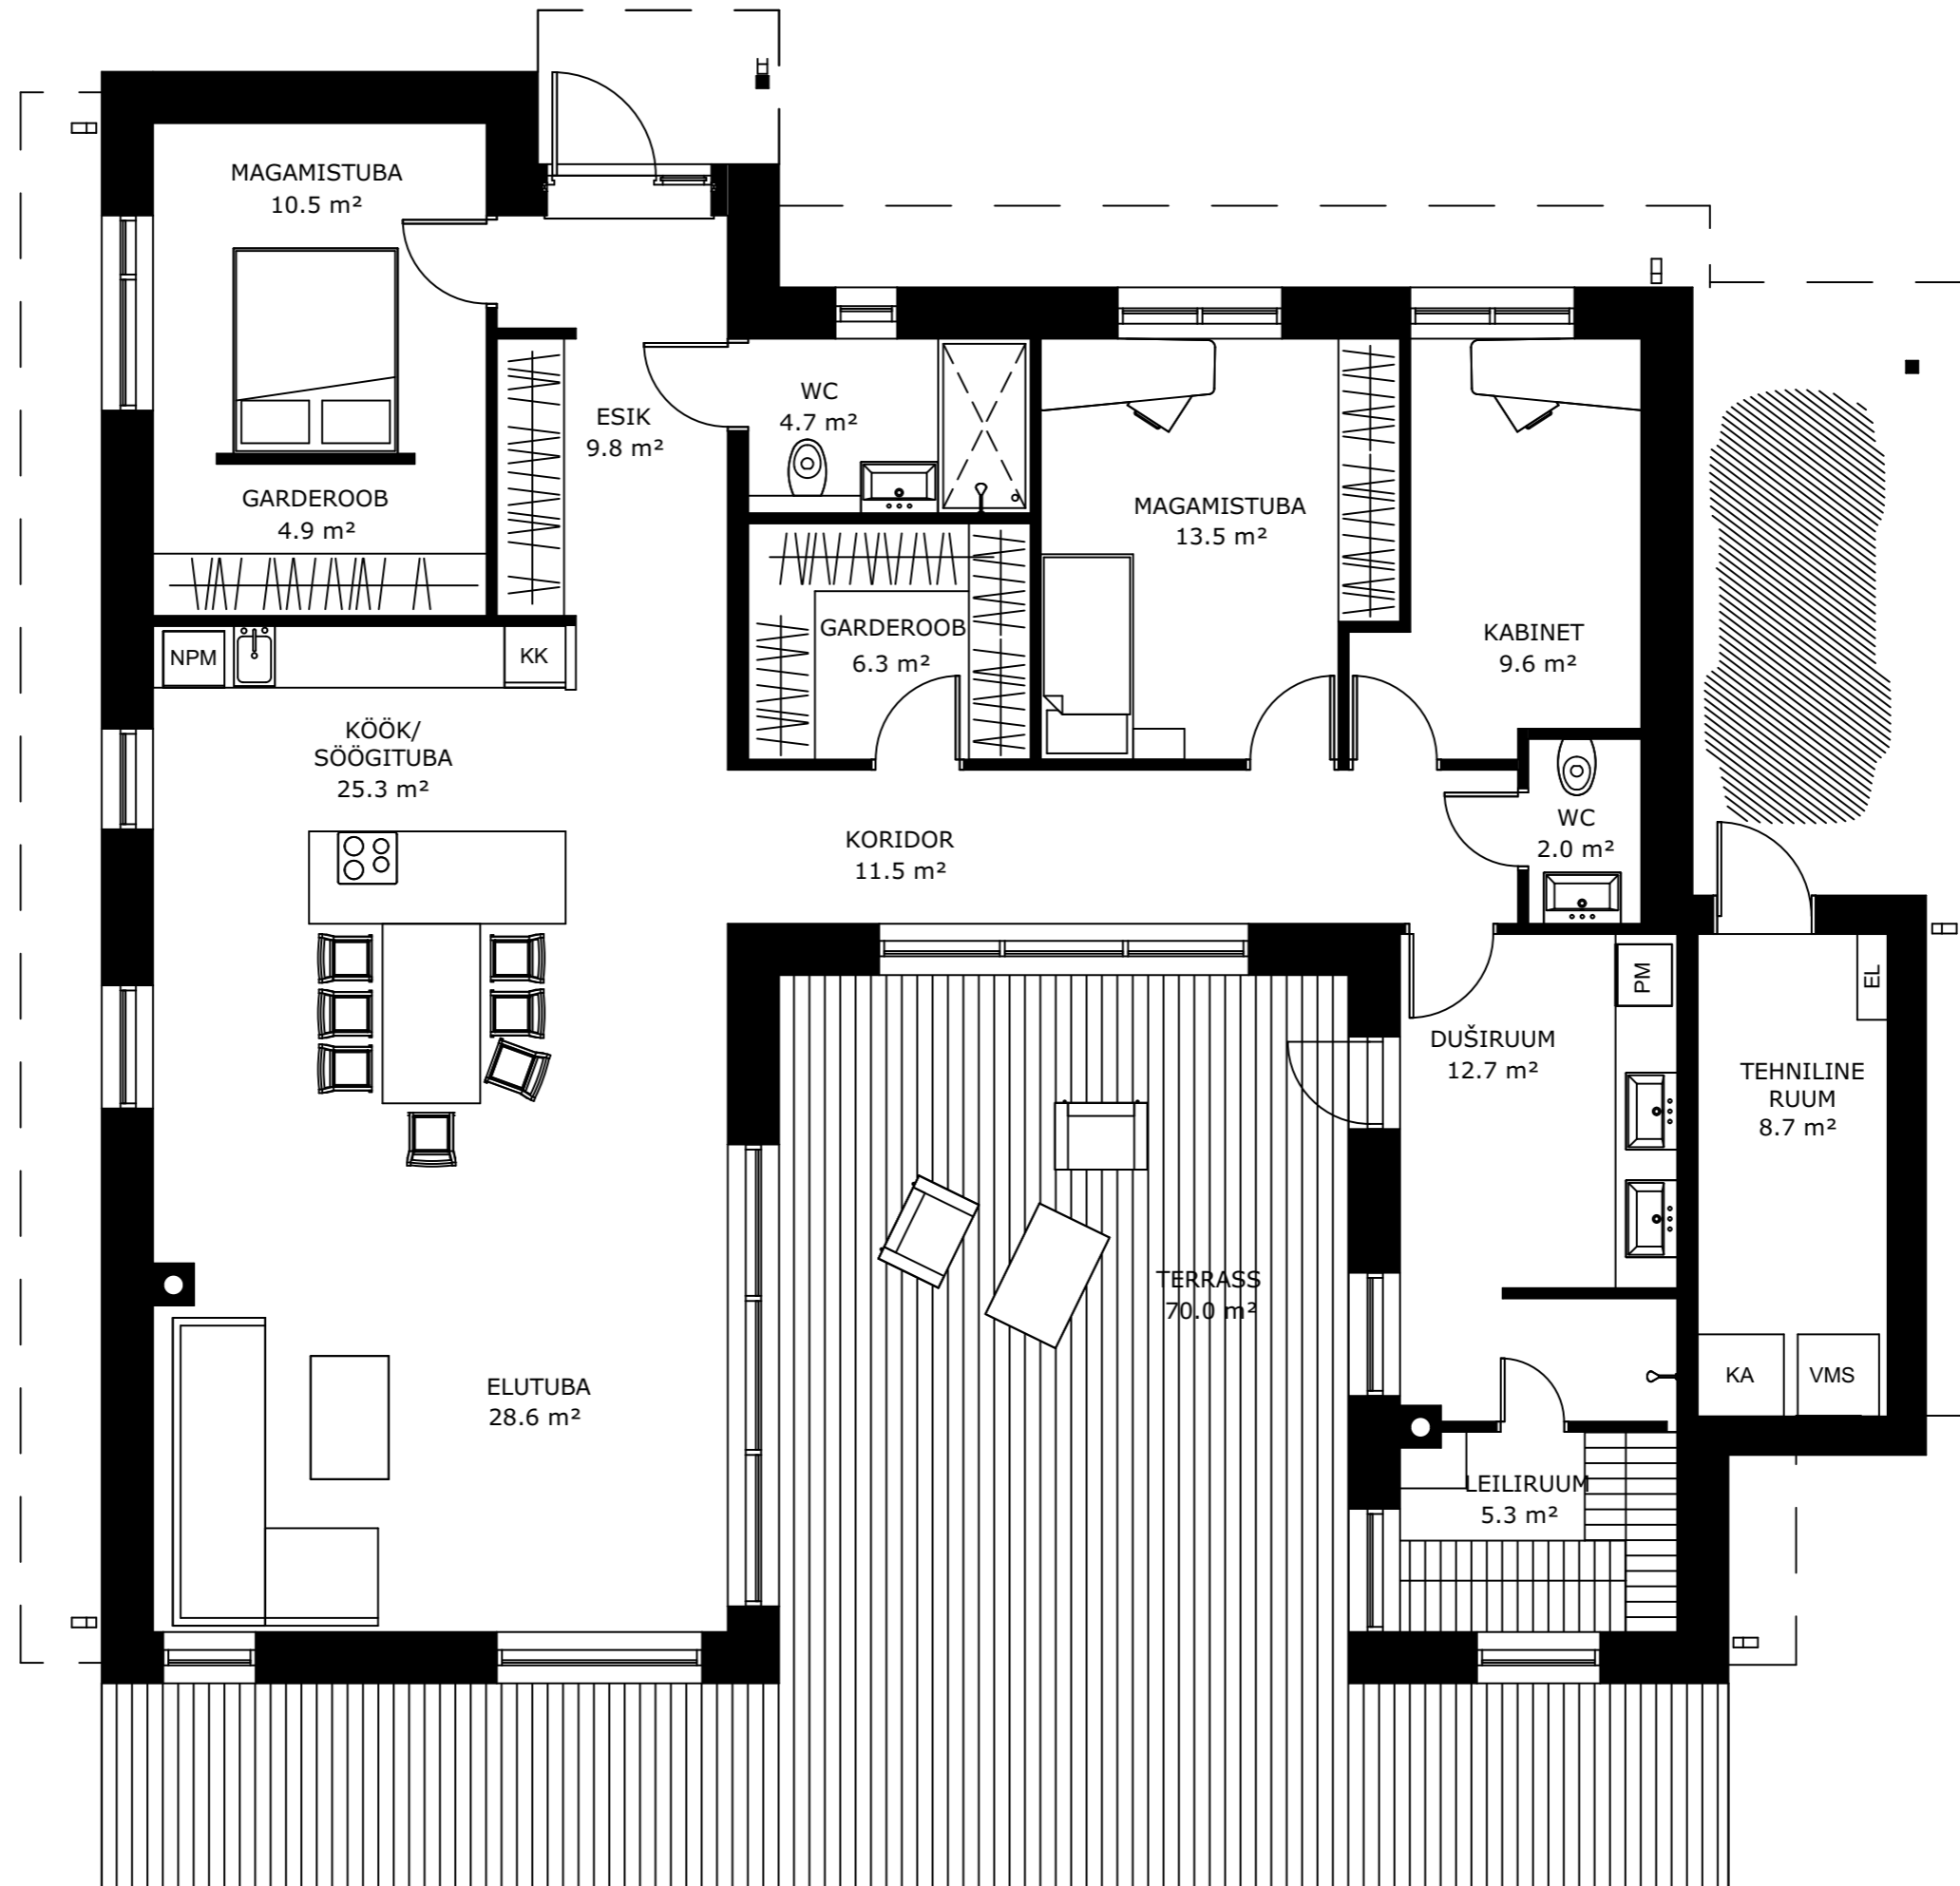 MAGAMISTUBA
10.5 m²
GARDEROOB
4.9 m²
ESIK
9.8 m²
WC
4.7 m²
MAGAMISTUBA
13.5 m²
GARDEROOB
6.3 m²
KABINET
9.6 m²
NPM
KK
KÖÖK/
SÖÖGITUBA
25.3 m²
KORIDOR
11.5 m²
WC
2.0 m²
PM
EL
DUŠIRUUM
12.7 m²
TEHNILINE
RUUM
8.7 m²
TERRASS
70.0 m²
ELUTUBA
28.6 m²
KA
VMS
LEILIRUUM
5.3 m²